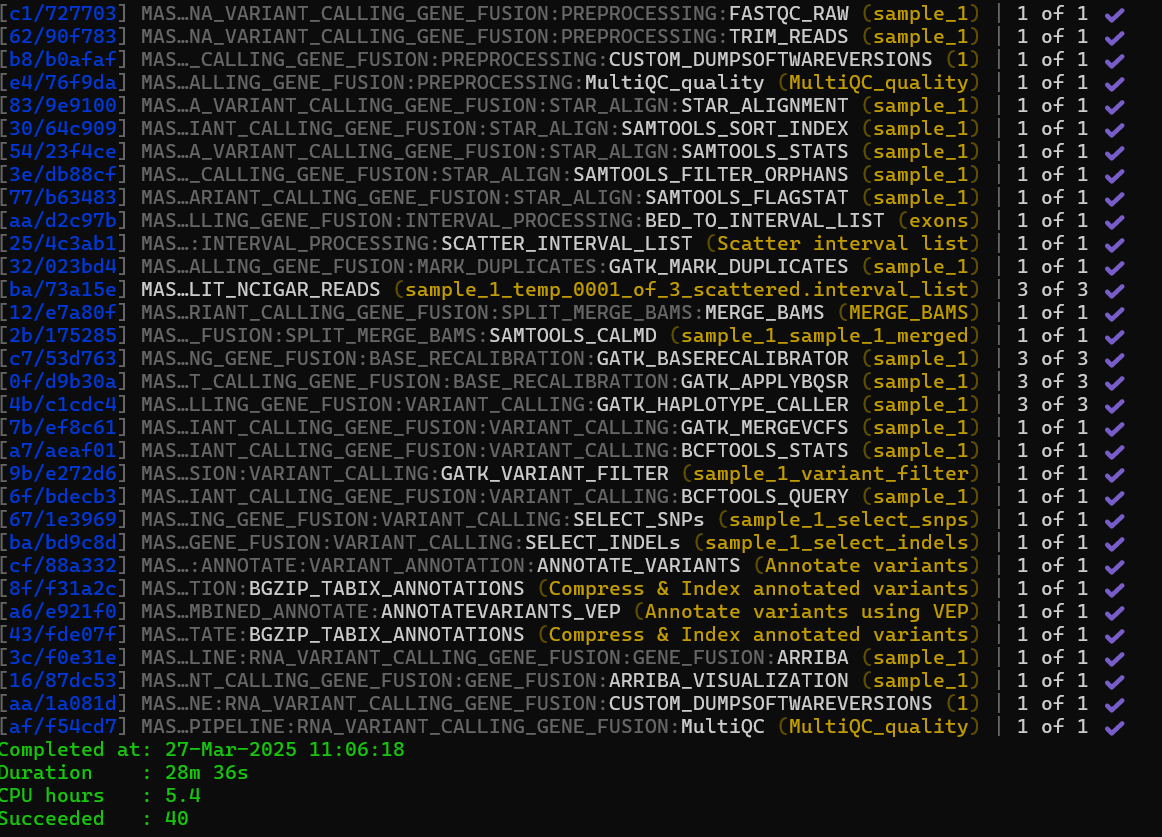 [c1/727703] MAS…NA_VARIANT_CALLING_GENE_FUSION:PREPROCESSING:FASTQC_RAW (sample_1) | 1 of 1 ✔
[62/90f783] MAS…NA_VARIANT_CALLING_GENE_FUSION:PREPROCESSING:TRIM_READS (sample_1) | 1 of 1 ✔
[b8/b0afaf] MAS…_CALLING_GENE_FUSION:PREPROCESSING:CUSTOM_DUMPSOFTWAREVERSIONS (1) | 1 of 1 ✔
[e4/76f9da] MAS…ALLING_GENE_FUSION:PREPROCESSING:MultiQC_quality (MultiQC_quality) | 1 of 1 ✔
[83/9e9100] MAS…A_VARIANT_CALLING_GENE_FUSION:STAR_ALIGN:STAR_ALIGNMENT (sample_1) | 1 of 1 ✔
[30/64c909] MAS…IANT_CALLING_GENE_FUSION:STAR_ALIGN:SAMTOOLS_SORT_INDEX (sample_1) | 1 of 1 ✔
[54/23f4ce] MAS…A_VARIANT_CALLING_GENE_FUSION:STAR_ALIGN:SAMTOOLS_STATS (sample_1) | 1 of 1 ✔
[3e/db88cf] MAS…_CALLING_GENE_FUSION:STAR_ALIGN:SAMTOOLS_FILTER_ORPHANS (sample_1) | 1 of 1 ✔
[77/b63483] MAS…ARIANT_CALLING_GENE_FUSION:STAR_ALIGN:SAMTOOLS_FLAGSTAT (sample_1) | 1 of 1 ✔
[aa/d2c97b] MAS…LLING_GENE_FUSION:INTERVAL_PROCESSING:BED_TO_INTERVAL_LIST (exons) | 1 of 1 ✔
[25/4c3ab1] MAS…:INTERVAL_PROCESSING:SCATTER_INTERVAL_LIST (Scatter interval list) | 1 of 1 ✔
[32/023bd4] MAS…ALLING_GENE_FUSION:MARK_DUPLICATES:GATK_MARK_DUPLICATES (sample_1) | 1 of 1 ✔
[ba/73a15e] MAS…LIT_NCIGAR_READS (sample_1_temp_0001_of_3_scattered.interval_list) | 3 of 3 ✔
[12/e7a80f] MAS…RIANT_CALLING_GENE_FUSION:SPLIT_MERGE_BAMS:MERGE_BAMS (MERGE_BAMS) | 1 of 1 ✔
[2b/175285] MAS…_FUSION:SPLIT_MERGE_BAMS:SAMTOOLS_CALMD (sample_1_sample_1_merged) | 1 of 1 ✔
[c7/53d763] MAS…NG_GENE_FUSION:BASE_RECALIBRATION:GATK_BASERECALIBRATOR (sample_1) | 3 of 3 ✔
[0f/d9b30a] MAS…T_CALLING_GENE_FUSION:BASE_RECALIBRATION:GATK_APPLYBQSR (sample_1) | 3 of 3 ✔
[4b/c1cdc4] MAS…LLING_GENE_FUSION:VARIANT_CALLING:GATK_HAPLOTYPE_CALLER (sample_1) | 3 of 3 ✔
[7b/ef8c61] MAS…IANT_CALLING_GENE_FUSION:VARIANT_CALLING:GATK_MERGEVCFS (sample_1) | 1 of 1 ✔
[a7/aeaf01] MAS…IANT_CALLING_GENE_FUSION:VARIANT_CALLING:BCFTOOLS_STATS (sample_1) | 1 of 1 ✔
[9b/e272d6] MAS…SION:VARIANT_CALLING:GATK_VARIANT_FILTER (sample_1_variant_filter) | 1 of 1 ✔
[6f/bdecb3] MAS…IANT_CALLING_GENE_FUSION:VARIANT_CALLING:BCFTOOLS_QUERY (sample_1) | 1 of 1 ✔
[67/1e3969] MAS…ING_GENE_FUSION:VARIANT_CALLING:SELECT_SNPs (sample_1_select_snps) | 1 of 1 ✔
[ba/bd9c8d] MAS…GENE_FUSION:VARIANT_CALLING:SELECT_INDELs (sample_1_select_indels) | 1 of 1 ✔
[cf/88a332] MAS…:ANNOTATE:VARIANT_ANNOTATION:ANNOTATE_VARIANTS (Annotate variants) | 1 of 1 ✔
[8f/f31a2c] MAS…TION:BGZIP_TABIX_ANNOTATIONS (Compress & Index annotated variants) | 1 of 1 ✔
[a6/e921f0] MAS…MBINED_ANNOTATE:ANNOTATEVARIANTS_VEP (Annotate variants using VEP) | 1 of 1 ✔
[43/fde07f] MAS…TATE:BGZIP_TABIX_ANNOTATIONS (Compress & Index annotated variants) | 1 of 1 ✔
[3c/f0e31e] MAS…LINE:RNA_VARIANT_CALLING_GENE_FUSION:GENE_FUSION:ARRIBA (sample_1) | 1 of 1 ✔
[16/87dc53] MAS…NT_CALLING_GENE_FUSION:GENE_FUSION:ARRIBA_VISUALIZATION (sample_1) | 1 of 1 ✔
[aa/1a081d] MAS…NE:RNA_VARIANT_CALLING_GENE_FUSION:CUSTOM_DUMPSOFTWAREVERSIONS (1) | 1 of 1 ✔
[af/f54cd7] MAS…PIPELINE:RNA_VARIANT_CALLING_GENE_FUSION:MultiQC (MultiQC_quality) | 1 of 1 ✔
Completed at: 27-Mar-2025 11:06:18
Duration    : 28m 36s
CPU hours   : 5.4
Succeeded   : 40